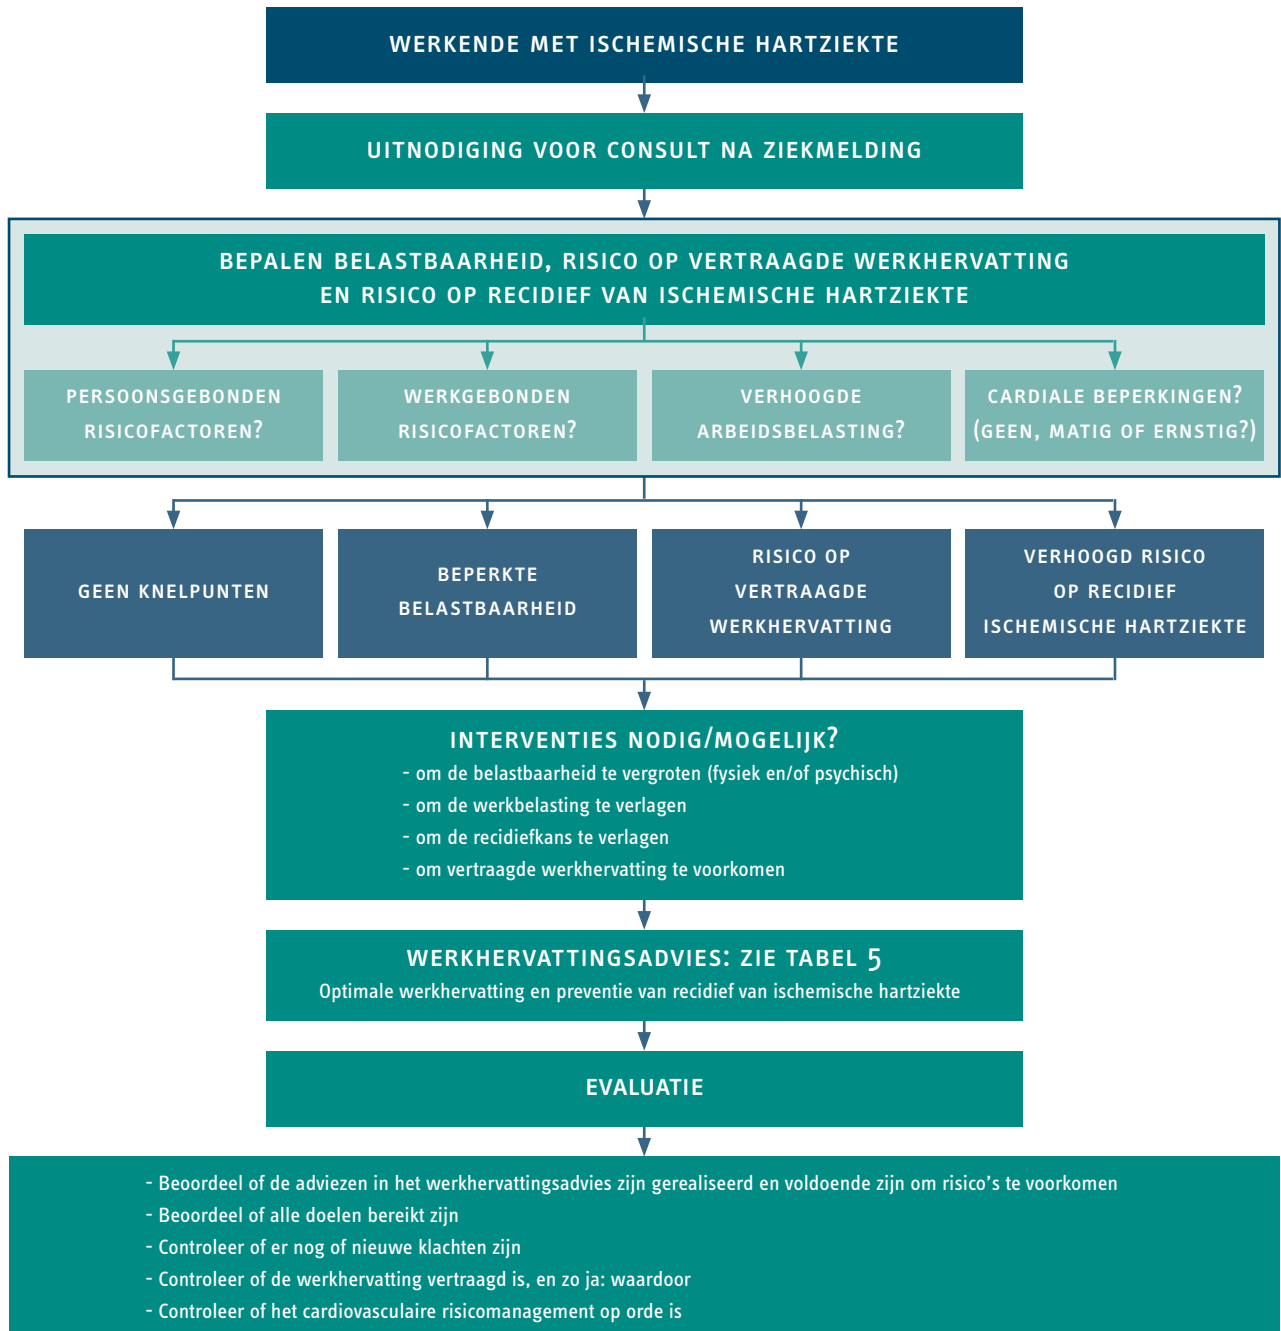 WERKENDE MET ISCHEMISCHE HARTZIEKTE
UITNODIGING VOOR CONSULT NA ZIEKMELDING
BEPALEN BELASTBAARHEID, RISICO OP VERTRAAGDE WERKHERVATTING
EN RISICO OP RECIDIEF VAN ISCHEMISCHE HARTZIEKTE
PERSOONSGEBONDEN
RISICOFACTOREN?
WERKGEBONDEN
RISICOFACTOREN?
VERHOOGDE
ARBEIDSBELASTING?
CARDIALE BEPERKINGEN?
(GEEN, MATIG OF ERNSTIG?)
GEEN KNELPUNTEN
BEPERKTE
BELASTBAARHEID
RISICO OP
VERTRAAGDE
WERKHERVATTING
VERHOOGD RISICO
OP RECIDIEF
ISCHEMISCHE HARTZIEKTE
INTERVENTIES NODIG/MOGELIJK?
- om de belastbaarheid te vergroten (fysiek en/of psychisch)
- om de werkbelasting te verlagen
- om de recidiefkans te verlagen
- om vertraagde werkhervatting te voorkomen
WERKHERVATTINGSADVIES: ZIE TABEL 5
Optimale werkhervatting en preventie van recidief van ischemische hartziekte
EVALUATIE
- Beoordeel of de adviezen in het werkhervattingsadvies zijn gerealiseerd en voldoende zijn om risico's te voorkomen
- Beoordeel of alle doelen bereikt zijn
- Controleer of er nog of nieuwe klachten zijn
- Controleer of de werkhervatting vertraagd is, en zo ja: waardoor
- Controleer of het cardiovasculaire risicomanagement op orde is